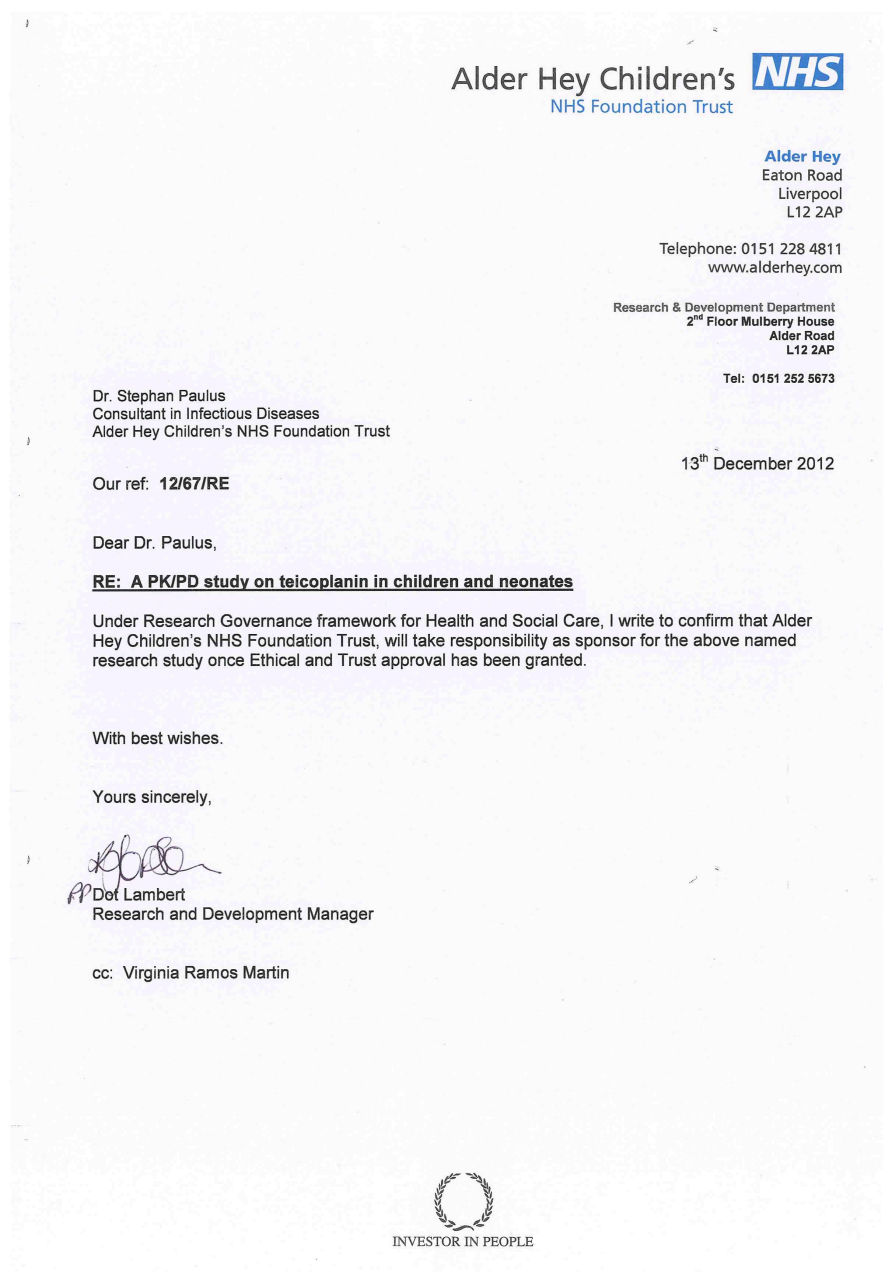 Alder Hey Children's NHS
NHS Foundation Trust
Alder Hey
Eaton Road
Liverpool
L12 2AP
Telephone: 0151 228 4811
www.alderhey.com
Research & Development Department
2nd Floor Mulberry House
Alder Road
L12 2AP
Tel: 0151 252 5673
Dr. Stephan Paulus
Consultant in Infectious Diseases
Alder Hey Children's NHS Foundation Trust
13th December 2012
Our ref: 12/67/RE
Dear Dr. Paulus,
RE: A PK/PD study on teicoplanin in children and neonates
Under Research Governance framework for Health and Social Care, I write to confirm that Alder
Hey Children's NHS Foundation Trust, will take responsibility as sponsor for the above named
research study once Ethical and Trust approval has been granted.
With best wishes.
Yours sincerely,
PP Dot Lambert
Research and Development Manager
cc: Virginia Ramos Martin
INVESTOR IN PEOPLE